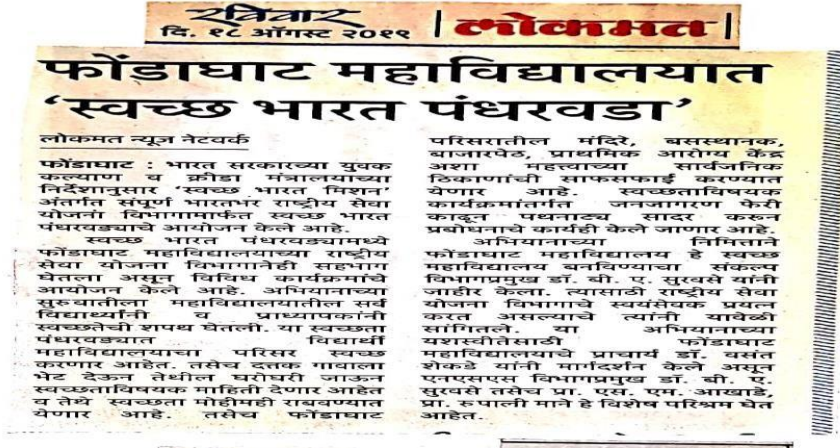 रविवार
दि. १८ ऑगस्ट २०१९
लोकमत
फोंडाघाट महाविद्यालयात
‘स्वच्छ भारत पंधरवडा’
लोकमत न्यूज नेटवर्क
फोंडाघाट : भारत सरकारच्या युवक
कल्याण व क्रीडा मंत्रालयाच्या
निर्देशानुसार ‘स्वच्छ भारत मिशन’
अंतर्गत संपूर्ण भारतभर राष्ट्रीय सेवा
योजना विभागामार्फत स्वच्छ भारत
पंधरवड्याचे आयोजन केले आहे.
स्वच्छ भारत पंधरवड्यामध्ये
फोंडाघाट महाविद्यालयाच्या राष्ट्रीय
सेवा योजना विभागानेही सहभाग
घेतला असून विविध कार्यक्रमांचे
आयोजन केले आहे. अभियानाच्या
सुरुवातीला महाविद्यालयातील सर्व
विद्यार्थ्यांनी व प्राध्यापकांनी
स्वच्छतेची शपथ घेतली. या स्वच्छता
पंधरवड्यात विद्यार्थी
महाविद्यालयाचा परिसर स्वच्छ
करणार आहेत. तसेच दत्तक गावाला
भेट देऊन तेथील घरोघरी जाऊन
स्वच्छताविषयक माहिती देणार आहेत
व तेथे स्वच्छता मोहीमही राबवण्यात
येणार आहे. तसेच फोंडाघाट
परिसरातील मंदिरे, बसस्थानक,
बाजारपेठ, प्राथमिक आरोग्य केंद्र
अशा महत्त्वाच्या सार्वजनिक
ठिकाणांची साफसफाई करण्यात
येणार आहे. स्वच्छताविषयक
कार्यक्रमांतर्गत जनजागरण फेरी
काढून पथनाट्य सादर करुन
प्रबोधनाचे कार्यही केले जाणार आहे.
अभियानाच्या निमित्ताने
फोंडाघाट महाविद्यालय हे स्वच्छ
महाविद्यालय बनविण्याचा संकल्प
विभागप्रमुख डॉ. बी. ए. सुरवसे यांनी
जाहीर केला. त्यासाठी राष्ट्रीय सेवा
योजना विभागाचे स्वयंसेवक प्रयत्न
करत असल्याचे त्यांनी यावेळी
सांगितले. या अभियानाच्या
यशस्वीतेसाठी फोंडाघाट
महाविद्यालयाचे प्राचार्य डॉ. वसंत
शेकडे यांनी मार्गदर्शन केले असून
एनएसएस विभागप्रमुख डॉ. बी. ए.
सुरवसे तसेच प्रा. एस. एम. आखाडे,
प्रा. रुपाली माने हे विशेष परिश्रम घेत
आहेत.